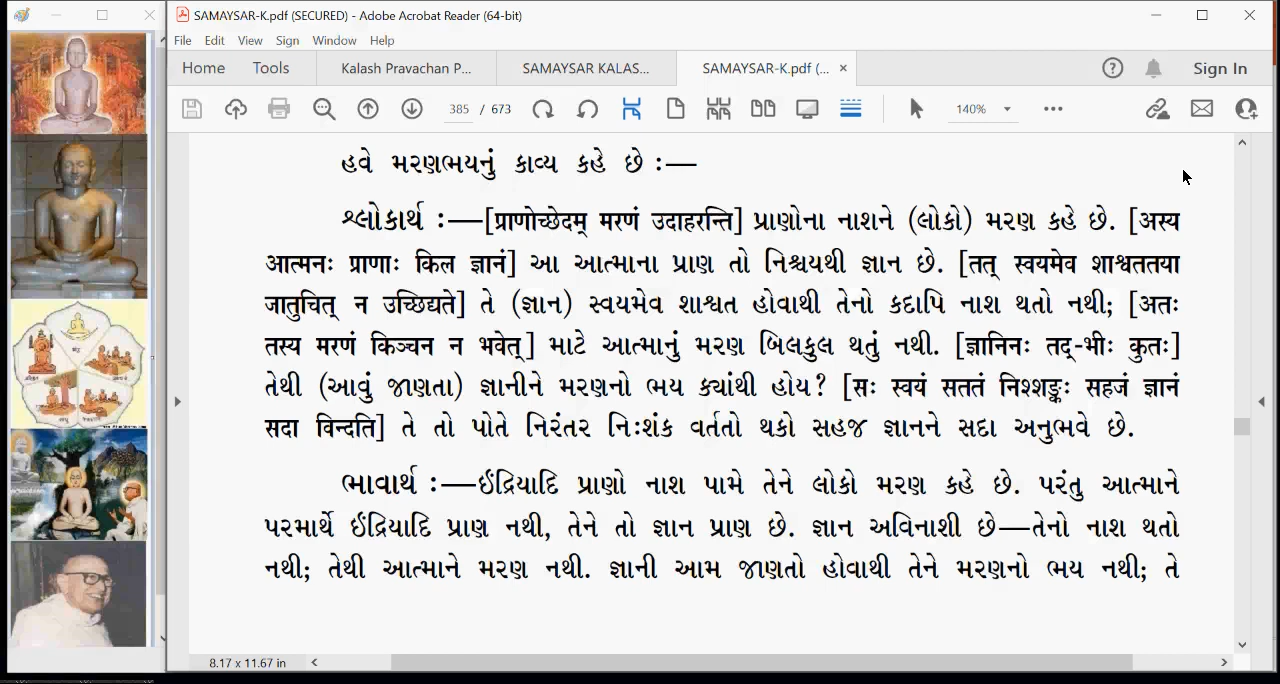 SAMAYSAR-K.pdf (SECURED) - Adobe Acrobat Reader (64-bit)
File Edit View Sign Window Help
Home Tools Kalash Pravachan P... SAMAYSAR KALAS... SAMAYSAR-K.pdf (... × Sign In
385 / 673 140%
હવે મરણભયનું કાવ્ય કહે છે :—
શ્લોકાર્થ :—[प्राणोच्छेदम् मरणं उदाहरन्ति] પ્રાણોના નાશને (લોકો) મરણ કહે છે. [अस्य
आत्मनः प्राणाः किल ज्ञानं] આ આત્માના પ્રાણ તો નિશ્ચયથી જ્ઞાન છે. [तत् स्वयमेव शाश्वततया
जातुचित् न उच्छिद्यते] તે (જ્ઞાન) સ્વયમેવ શાશ્વત હોવાથી તેનો કદાપિ નાશ થતો નથી; [अतः
तस्य मरणं किञ्चन न भवेत्] માટે આત્માનું મરણ બિલકુલ થતું નથી. [ज्ञानिनः तद्-भीः कुतः]
તેથી (આવું જાણતા) જ્ઞાનીને મરણનો ભય ક્યાંથી હોય? [सः स्वयं सततं निश्शङ्कः सहजं ज्ञानं
सदा विन्दति] તે તો પોતે નિરંતર નિઃશંક વર્તતો થકો સહજ જ્ઞાનને સદા અનુભવે છે.
ભાવાર્થ :—ઇંદ્રિયાદિ પ્રાણો નાશ પામે તેને લોકો મરણ કહે છે. પરંતુ આત્માને
પરમાર્થે ઇંદ્રિયાદિ પ્રાણ નથી, તેને તો જ્ઞાન પ્રાણ છે. જ્ઞાન અવિનાશી છે—તેનો નાશ થતો
નથી; તેથી આત્માને મરણ નથી. જ્ઞાની આમ જાણતો હોવાથી તેને મરણનો ભય નથી; તે
8.17 x 11.67 in